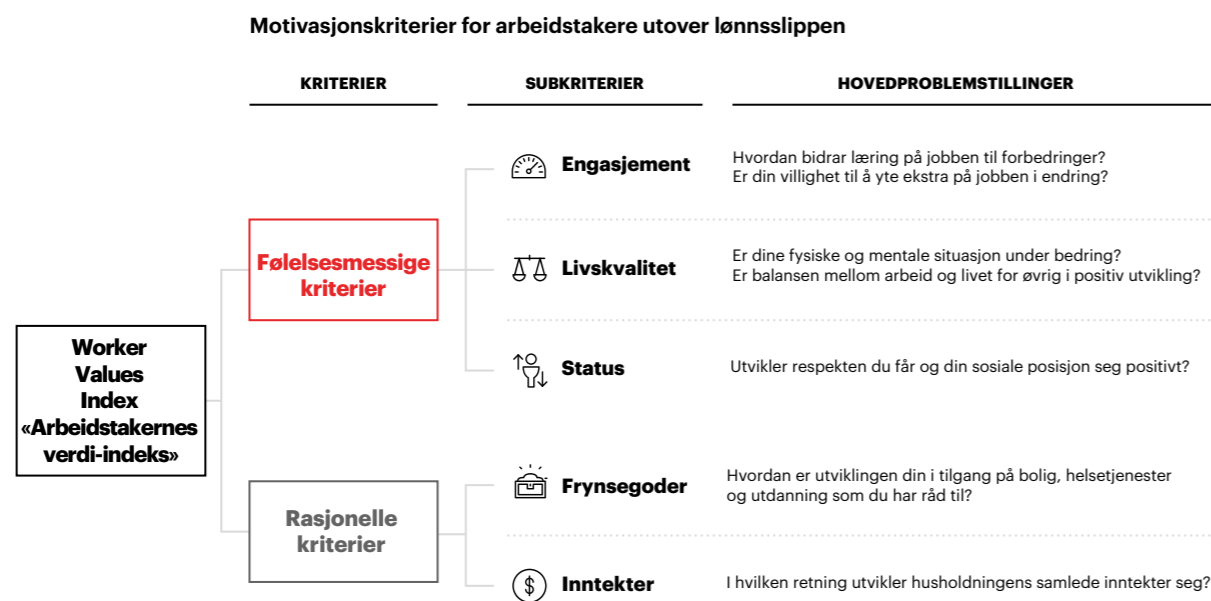 Motivasjonskriterier for arbeidstakere utover lønnsslippen
KRITERIER
SUBKRITERIER
HOVEDPROBLEMSTILLINGER
Worker
Values
Index
«Arbeidstakernes
verdi-indeks»
Følelsesmessige
kriterier
Engasjement
Hvordan bidrar læring på jobben til forbedringer?
Er din villighet til å yte ekstra på jobben i endring?
Livskvalitet
Er dine fysiske og mentale situasjon under bedring?
Er balansen mellom arbeid og livet for øvrig i positiv utvikling?
Status
Utvikler respekten du får og din sosiale posisjon seg positivt?
Rasjonelle
kriterier
Frynsegoder
Hvordan er utviklingen din i tilgang på bolig, helsetjenester
og utdanning som du har råd til?
$
Inntekter
I hvilken retning utvikler husholdningens samlede inntekter seg?